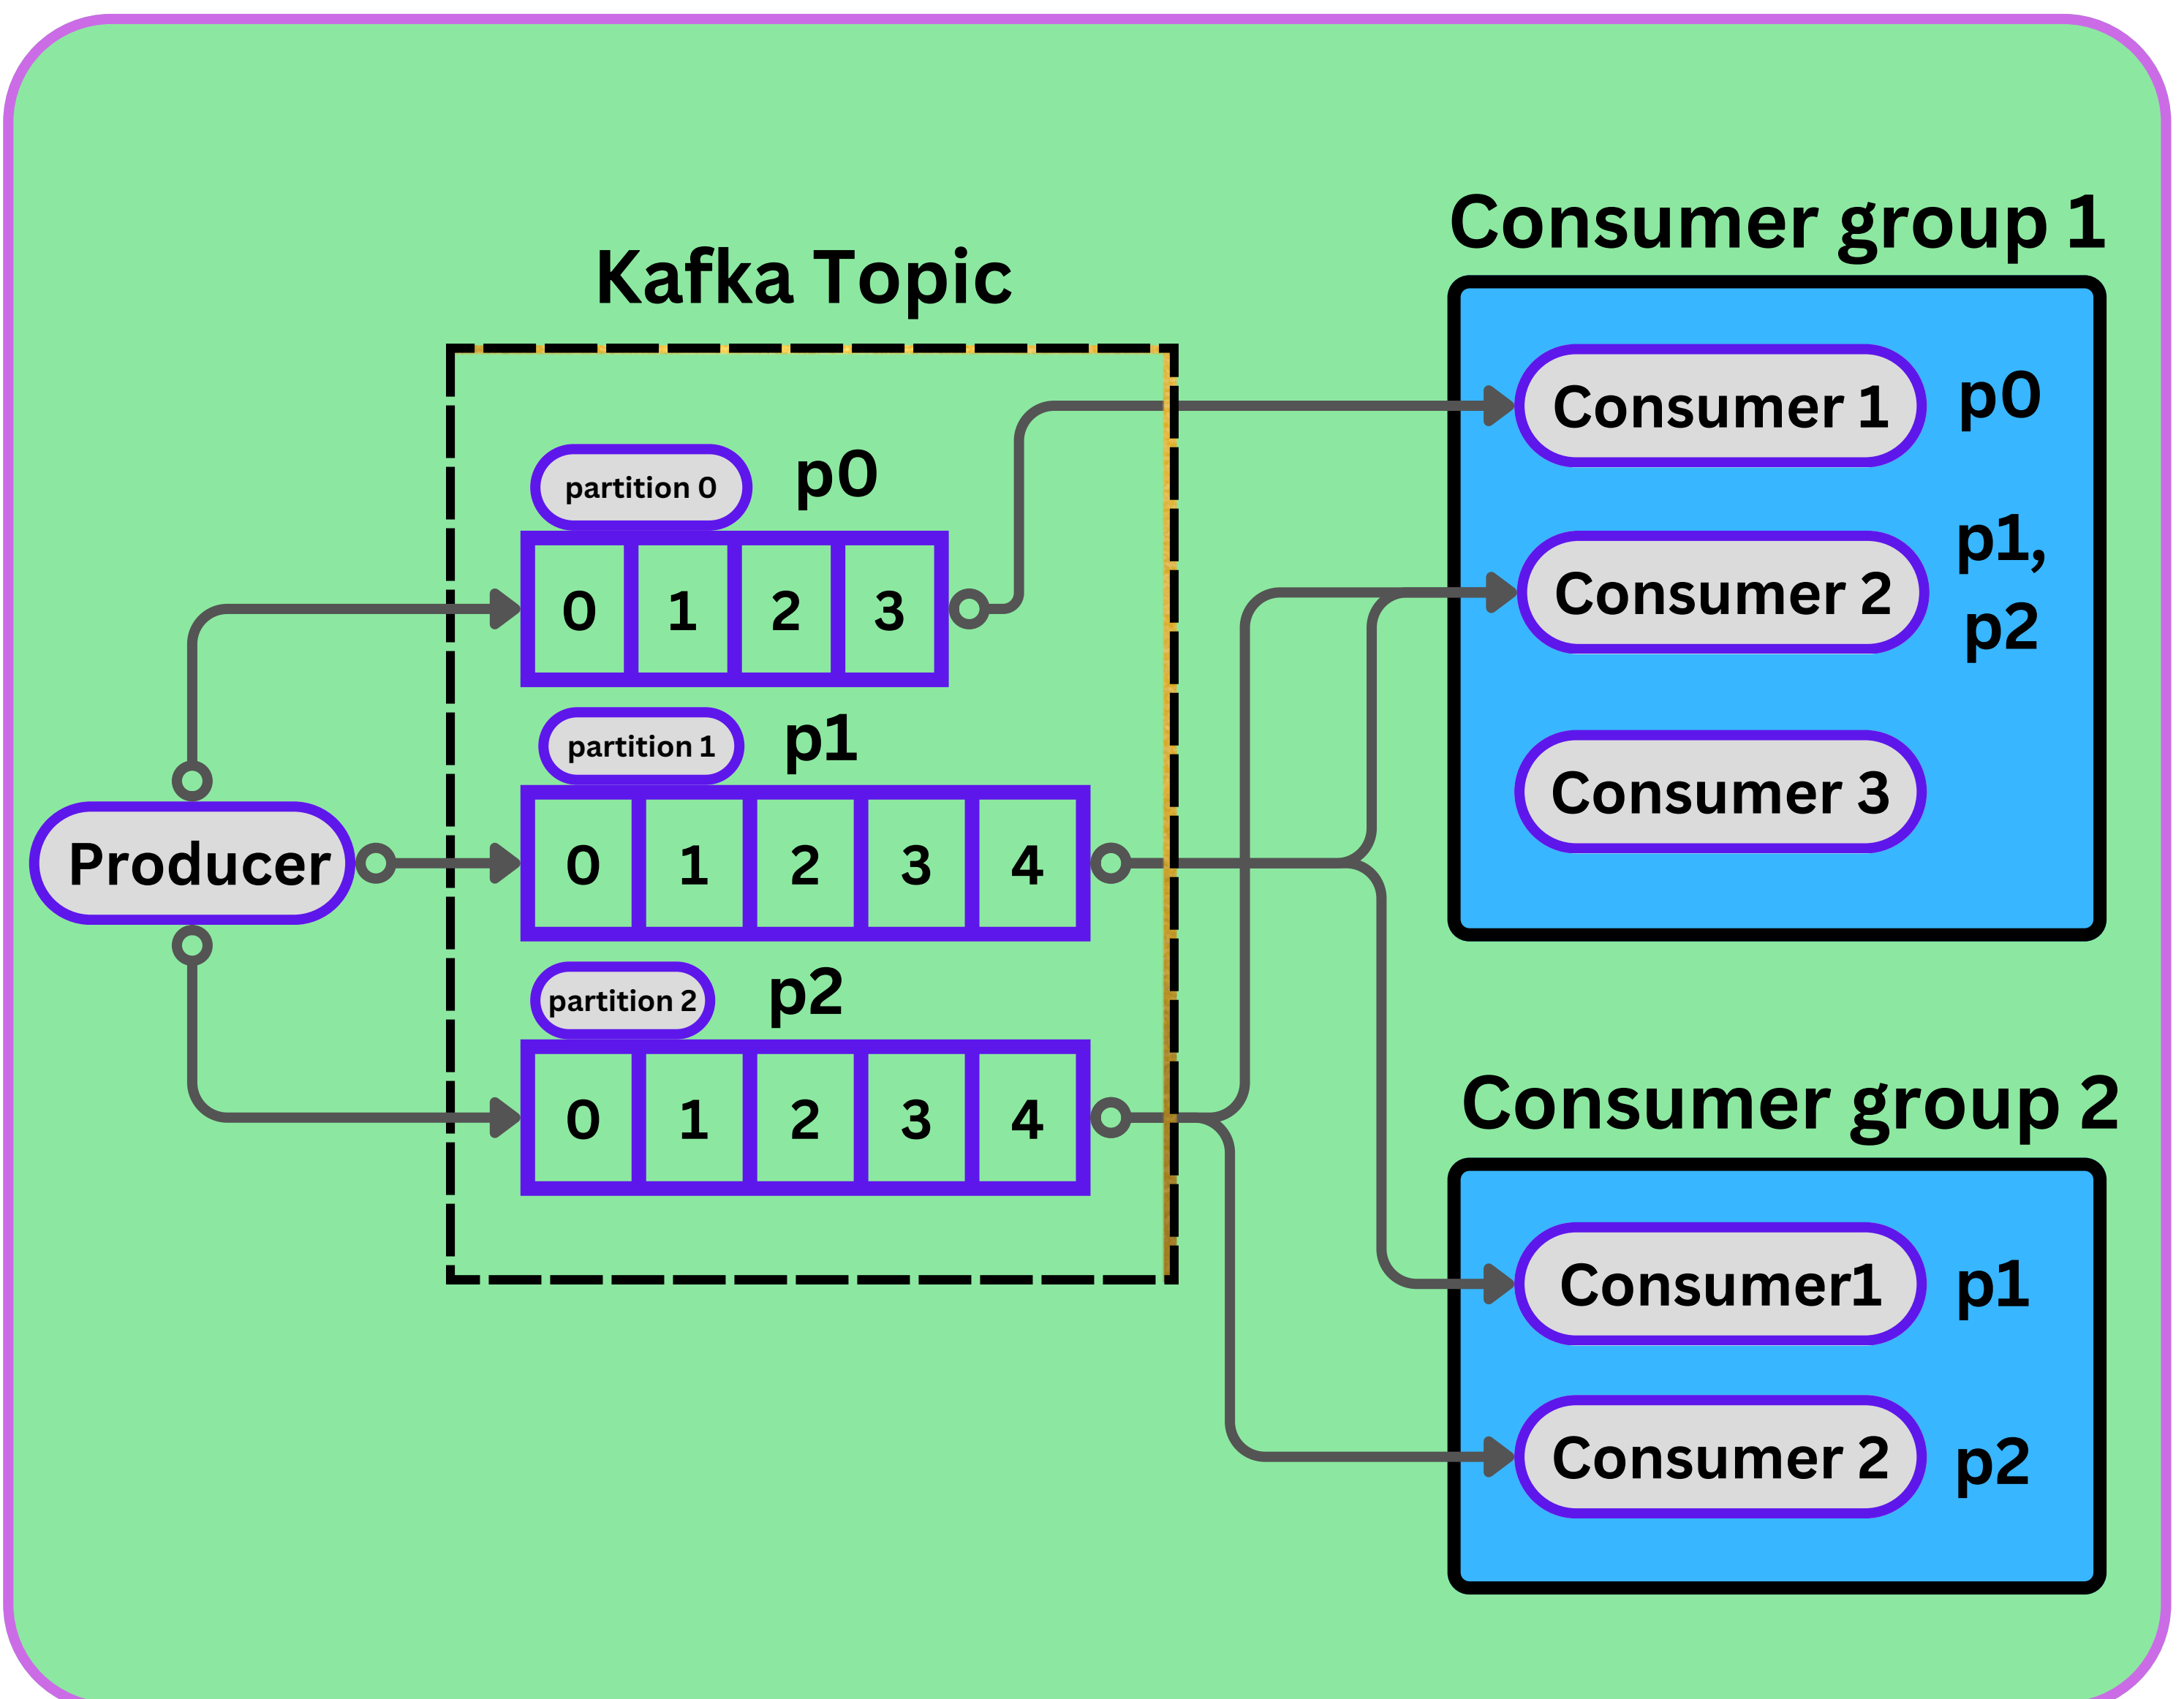 Consumer group 1
Kafka Topic
Consumer 1
p0
partition 0
p0
p1,
Consumer 2
p2
0 1 2 3
partition 1
p1
Consumer 3
Producer
0 1 2 3 4
partition 2
p2
0 1 2 3 4
Consumer group 2
Consumer1
p1
Consumer 2
p2